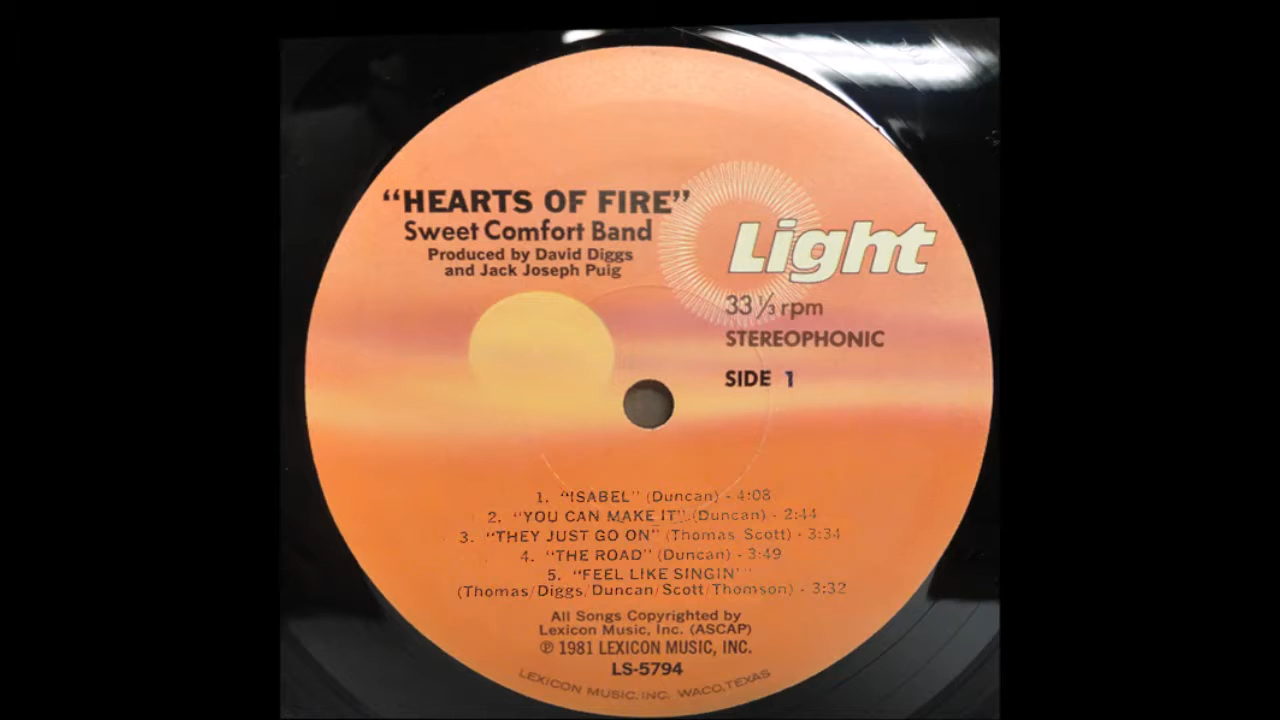 “HEARTS OF FIRE”
Sweet Comfort Band
Produced by David Diggs
and Jack Joseph Puig
Light
33⅓ rpm
STEREOPHONIC
SIDE 1
1. “ISABEL” (Duncan) - 4:08
2. “YOU CAN MAKE IT” (Duncan) - 2:44
3. “THEY JUST GO ON” (Thomas/Scott) - 3:34
4. “THE ROAD” (Duncan) - 3:49
5. “FEEL LIKE SINGIN’”
(Thomas/Diggs/Duncan/Scott/Thomson) - 3:32
All Songs Copyrighted by
Lexicon Music, Inc. (ASCAP)
℗ 1981 LEXICON MUSIC, INC.
LS-5794
LEXICON MUSIC, INC. WACO, TEXAS